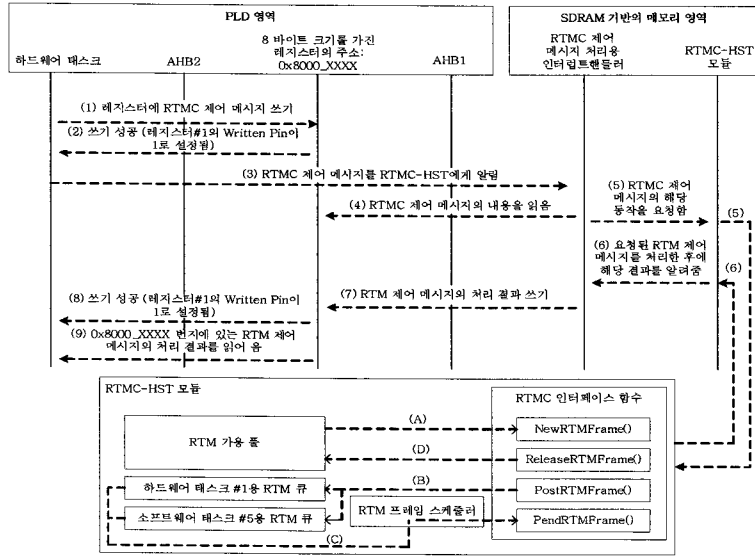 PLD 영역
SDRAM 기반의 메모리 영역
하드웨어 태스크
AHB2
8 바이트 크기를 가진
레지스터의 주소:
0x8000_XXXX
AHB1
RTMC 제어
메시지 처리용
인터럽트핸들러
RTMC-HST
모듈
(1) 레지스터에 RTMC 제어 메시지 쓰기
(2) 쓰기 성공 (레지스터#1의 Written Pin이
1로 설정됨)
(3) RTMC 제어 메시지를 RTMC-HST에게 알림
(4) RTMC 제어 메시지의 내용을 읽음
(5) RTMC 제어
메시지의 해당
동작을 요청함
(5)
(6) 요청된 RTM 제어
메시지를 처리한 후에
해당 결과를 알려줌
(6)
(7) RTM 제어 메시지의 처리 결과 쓰기
(8) 쓰기 성공 (레지스터#1의 Written Pin이
1로 설정됨)
(9) 0x8000_XXXX 번지에 있는 RTM 제어
메시지의 처리 결과를 읽어 옴
RTMC-HST 모듈
RTMC 인터페이스 함수
RTM 가용 풀
(A)
NewRTMFrame()
(D)
ReleaseRTMFrame()
하드웨어 태스크 #1용 RTM 큐
(B)
PostRTMFrame()
소프트웨어 태스크 #5용 RTM 큐
RTM 프레임 스케줄러
PendRTMFrame()
(C)